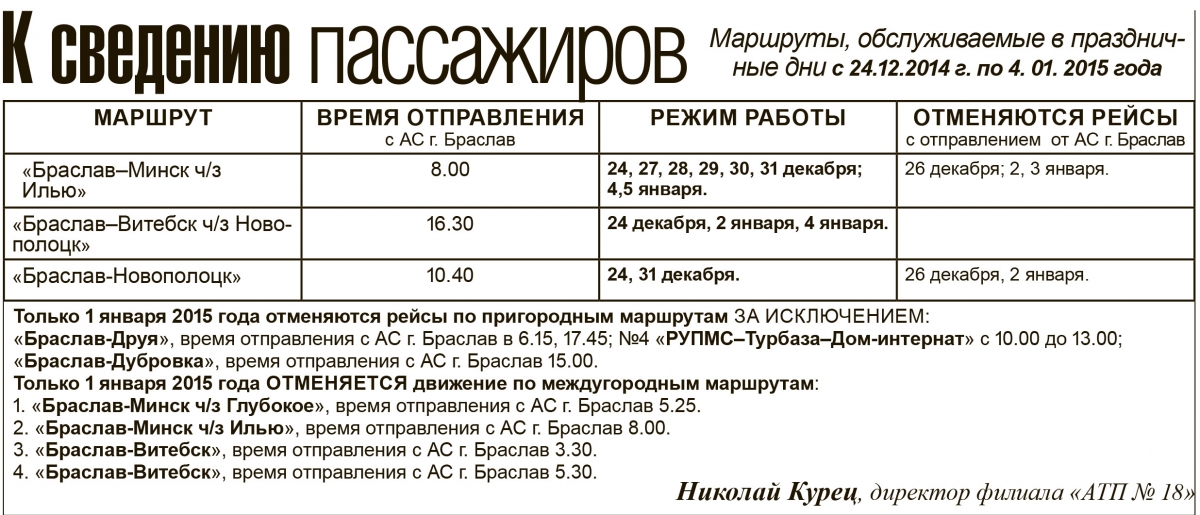 К сведению пассажиров
Маршруты, обслуживаемые в празднич-
ные дни с 24.12.2014 г. по 4. 01. 2015 года
МАРШРУТ
ВРЕМЯ ОТПРАВЛЕНИЯ
с АС г. Браслав
РЕЖИМ РАБОТЫ
ОТМЕНЯЮТСЯ РЕЙСЫ
с отправлением от АС г. Браслав
«Браслав–Минск ч/з
Илью»
8.00
24, 27, 28, 29, 30, 31 декабря;
4,5 января.
26 декабря; 2, 3 января.
«Браслав–Витебск ч/з Ново-
полоцк»
16.30
24 декабря, 2 января, 4 января.
«Браслав-Новополоцк»
10.40
24, 31 декабря.
26 декабря, 2 января.
Только 1 января 2015 года отменяются рейсы по пригородным маршрутам ЗА ИСКЛЮЧЕНИЕМ:
«Браслав-Друя», время отправления с АС г. Браслав в 6.15, 17.45; №4 «РУПМС–Турбаза–Дом-интернат» с 10.00 до 13.00;
«Браслав-Дубровка», время отправления с АС г. Браслав 15.00.
Только 1 января 2015 года ОТМЕНЯЕТСЯ движение по междугородным маршрутам:
1. «Браслав-Минск ч/з Глубокое», время отправления с АС г. Браслав 5.25.
2. «Браслав-Минск ч/з Илью», время отправления с АС г. Браслав 8.00.
3. «Браслав-Витебск», время отправления с АС г. Браслав 3.30.
4. «Браслав-Витебск», время отправления с АС г. Браслав 5.30.
Николай Курец, директор филиала «АТП № 18»